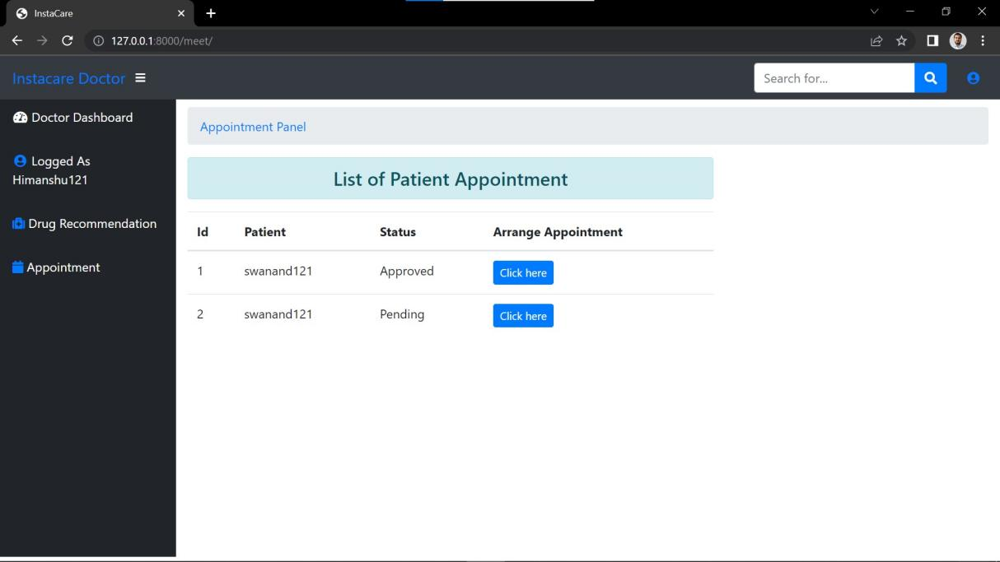 InstaCare
127.0.0.1:8000/meet/
Instacare Doctor
Search for...
Doctor Dashboard
Logged As
Himanshu121
Drug Recommendation
Appointment
Appointment Panel
List of Patient Appointment
Id Patient Status Arrange Appointment
1 swanand121 Approved Click here
2 swanand121 Pending Click here